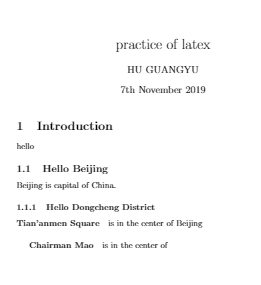 practice of latex
HU GUANGYU
7th November 2019
1 Introduction
hello
1.1 Hello Beijing
Beijing is capital of China.
1.1.1 Hello Dongcheng District
Tian'anmen Square is in the center of Beijing
Chairman Mao is in the center of